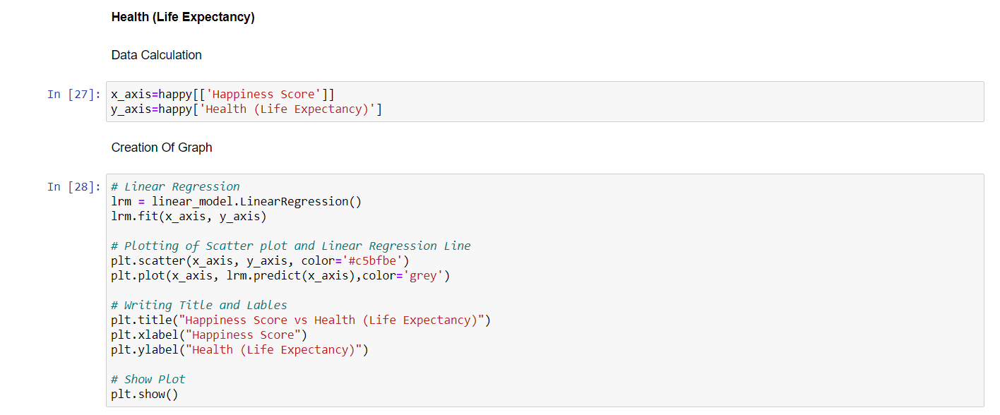 Health (Life Expectancy)
Data Calculation
In [27]: x_axis=happy[['Happiness Score']]
y_axis=happy['Health (Life Expectancy)']
Creation Of Graph
In [28]: # Linear Regression
lrm = linear_model.LinearRegression()
lrm.fit(x_axis, y_axis)
# Plotting of Scatter plot and Linear Regression Line
plt.scatter(x_axis, y_axis, color='#c5bfbe')
plt.plot(x_axis, lrm.predict(x_axis),color='grey')
# Writing Title and Lables
plt.title("Happiness Score vs Health (Life Expectancy)")
plt.xlabel("Happiness Score")
plt.ylabel("Health (Life Expectancy)")
# Show Plot
plt.show()